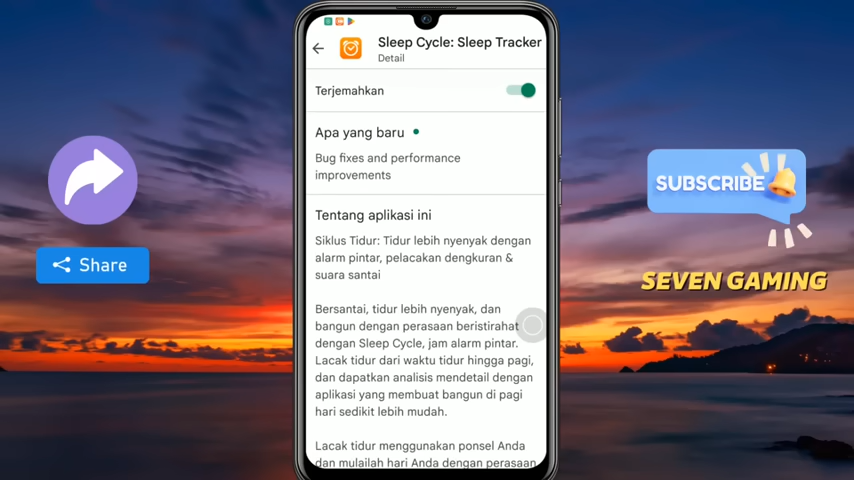 Sleep Cycle: Sleep Tracker
Detail
Terjemahkan
Apa yang baru
Bug fixes and performance
improvements
Tentang aplikasi ini
Siklus Tidur: Tidur lebih nyenyak dengan
alarm pintar, pelacakan dengkuran &
suara santai
Bersantai, tidur lebih nyenyak, dan
bangun dengan perasaan beristirahat
dengan Sleep Cycle, jam alarm pintar.
Lacak tidur dari waktu tidur hingga pagi,
dan dapatkan analisis mendetail dengan
aplikasi yang membuat bangun di pagi
hari sedikit lebih mudah.
Lacak tidur menggunakan ponsel Anda
dan mulailah hari Anda dengan perasaan
Share
SUBSCRIBE
SEVEN GAMING